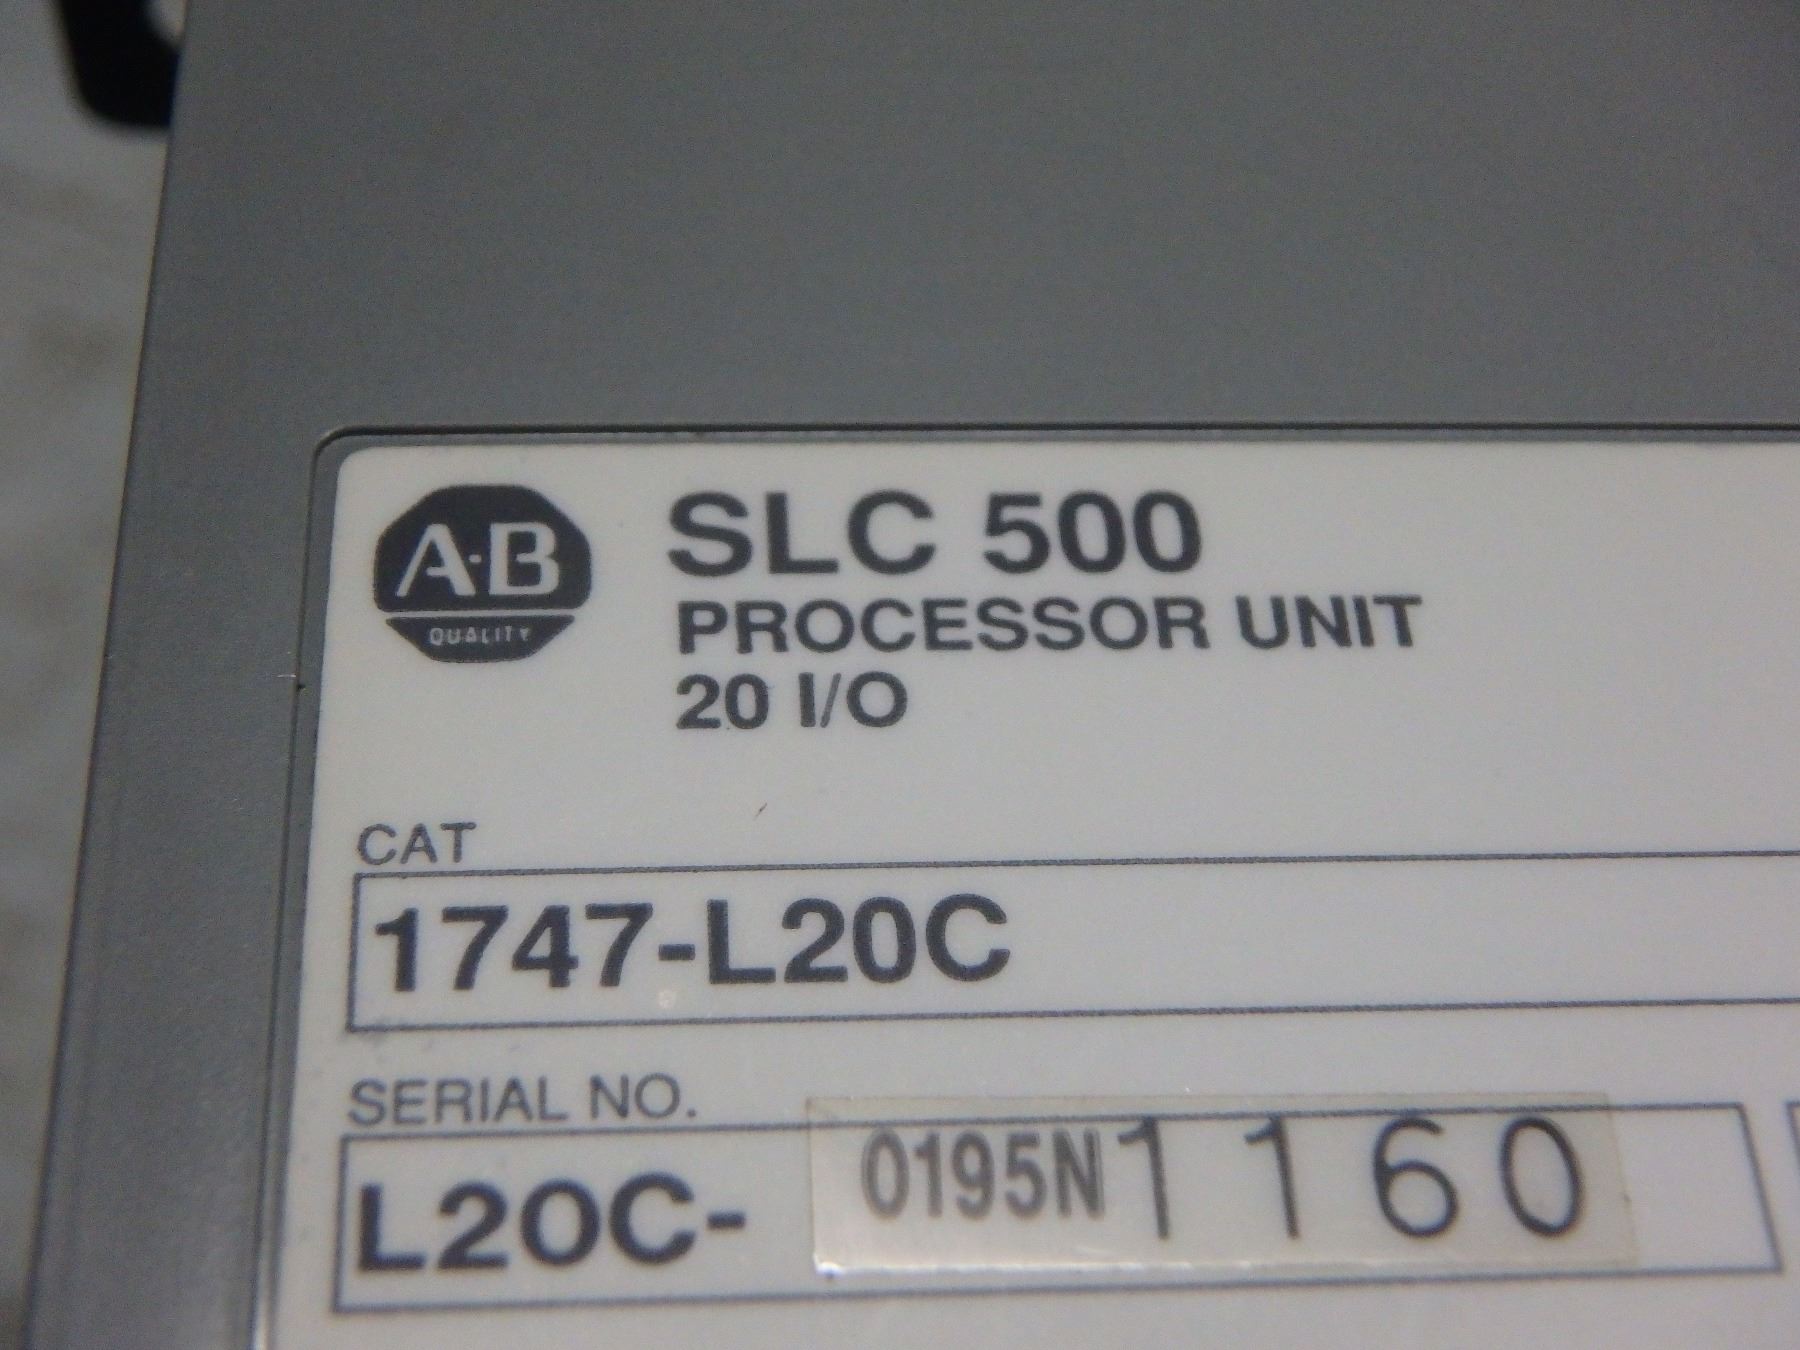 A·B
QUALITY
SLC 500
PROCESSOR UNIT
20 I/O
CAT
1747-L20C
SERIAL NO.
L20C- 0195N1160